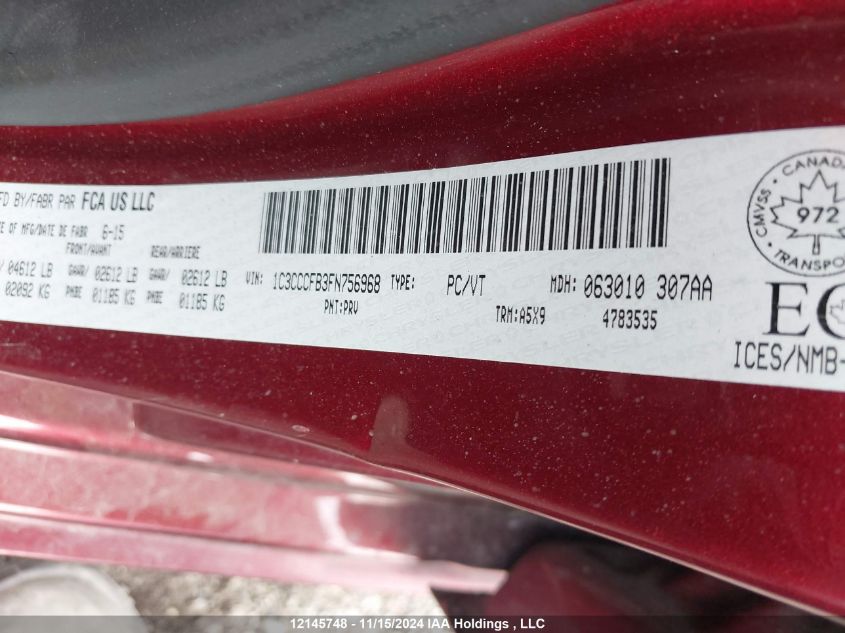 FD BY/FABR PAR FCA US LLC
E OF MFG/DATE DE FABR 6-15
FRONT/AVANT REAR/ARRIERE
/ 04612 LB GAWR/ 02612 LB GAWR/ 02612 LB
02092 KG PNBE 01185 KG PNBE 01185 KG
VIN: 1C3CCCFB3FN756968 TYPE: PC/VT MDH: 063010 307AA
PNT:PRV TRM:A5X9 4783535
CANADA
CMVSS
972
TRANSPO
ICES/NMB-
12145748 - 11/15/2024 IAA Holdings , LLC